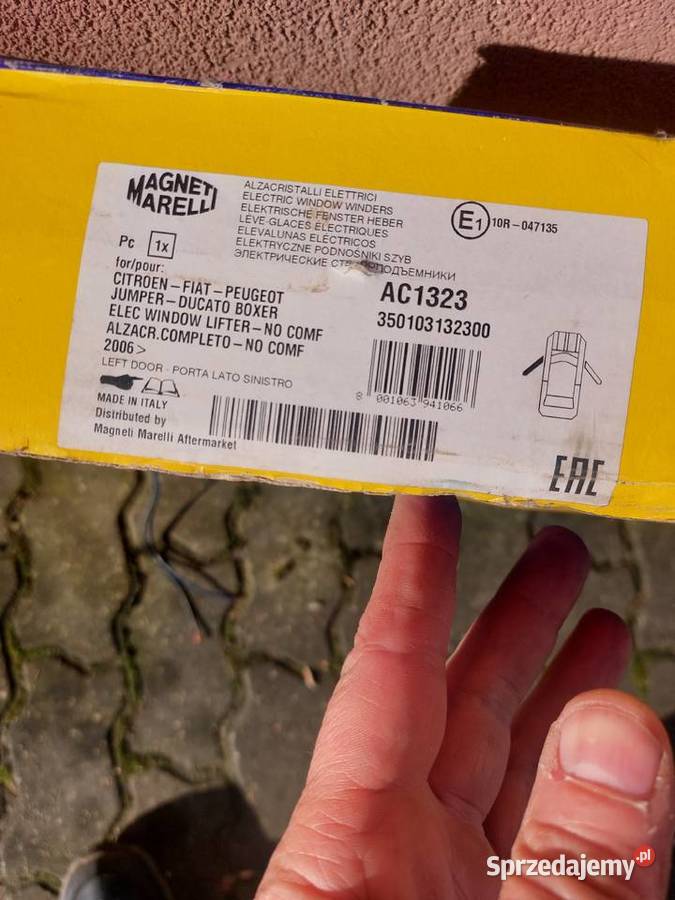 MAGNETI
MARELLI
ALZACRISTALLI ELETTRICI
ELECTRIC WINDOW WINDERS
ELEKTRISCHE FENSTER HEBER
LEVE-GLACES ÉLECTRIQUES
ELEVALUNAS ELÉCTRICOS
ELEKTRYCZNE PODNOŚNIKI SZYB
ЭЛЕКТРИЧЕСКИЕ
E1 10R-047135
Pc 1x
for/pour:
CITROEN-FIAT-PEUGEOT
JUMPER-DUCATO BOXER
ELEC WINDOW LIFTER-NO COMF
ALZACR.COMPLETO-NO COMF
2006>
LEFT DOOR - PORTA LATO SINISTRO
AC1323
350103132300
8 001063 941066
MADE IN ITALY
Distributed by
Magneti Marelli Aftermarket
EAC
Sprzedajemy.pl